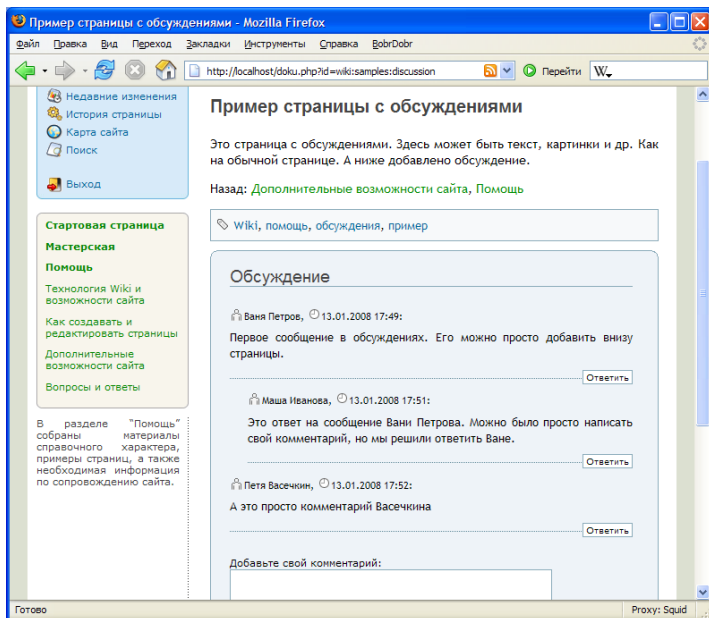 Пример страницы с обсуждениями - Mozilla Firefox
Файл Правка Вид Переход Закладки Инструменты Справка BobrDobr
http://localhost/doku.php?id=wiki:samples:discussion Перейти W.
Недавние изменения
История страницы
Карта сайта
Поиск
Выход
Стартовая страница
Мастерская
Помощь
Технология Wiki и
возможности сайта
Как создавать и
редактировать страницы
Дополнительные
возможности сайта
Вопросы и ответы
В разделе "Помощь"
собраны материалы
справочного характера,
примеры страниц, а также
необходимая информация
по сопровождению сайта.
Пример страницы с обсуждениями
Это страница с обсуждениями. Здесь может быть текст, картинки и др. Как
на обычной странице. А ниже добавлено обсуждение.
Назад: Дополнительные возможности сайта, Помощь
Wiki, помощь, обсуждения, пример
Обсуждение
Ваня Петров, 13.01.2008 17:49:
Первое сообщение в обсуждениях. Его можно просто добавить внизу
страницы.
Ответить
Маша Иванова, 13.01.2008 17:51:
Это ответ на сообщение Вани Петрова. Можно было просто написать
свой комментарий, но мы решили ответить Ване.
Ответить
Петя Васечкин, 13.01.2008 17:52:
А это просто комментарий Васечкина
Ответить
Добавьте свой комментарий:
Готово
Proxy: Squid